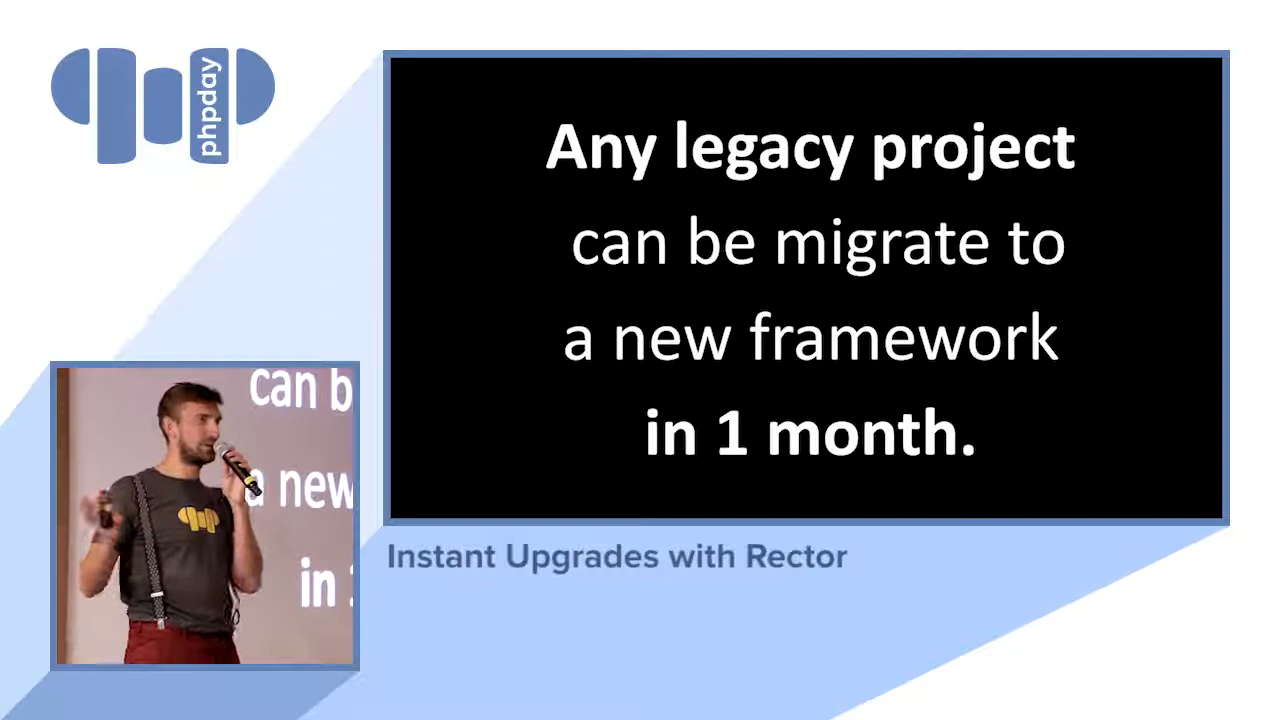 phpday
Any legacy project
can be migrate to
a new framework
in 1 month.
can b
a new
in 1
Instant Upgrades with Rector